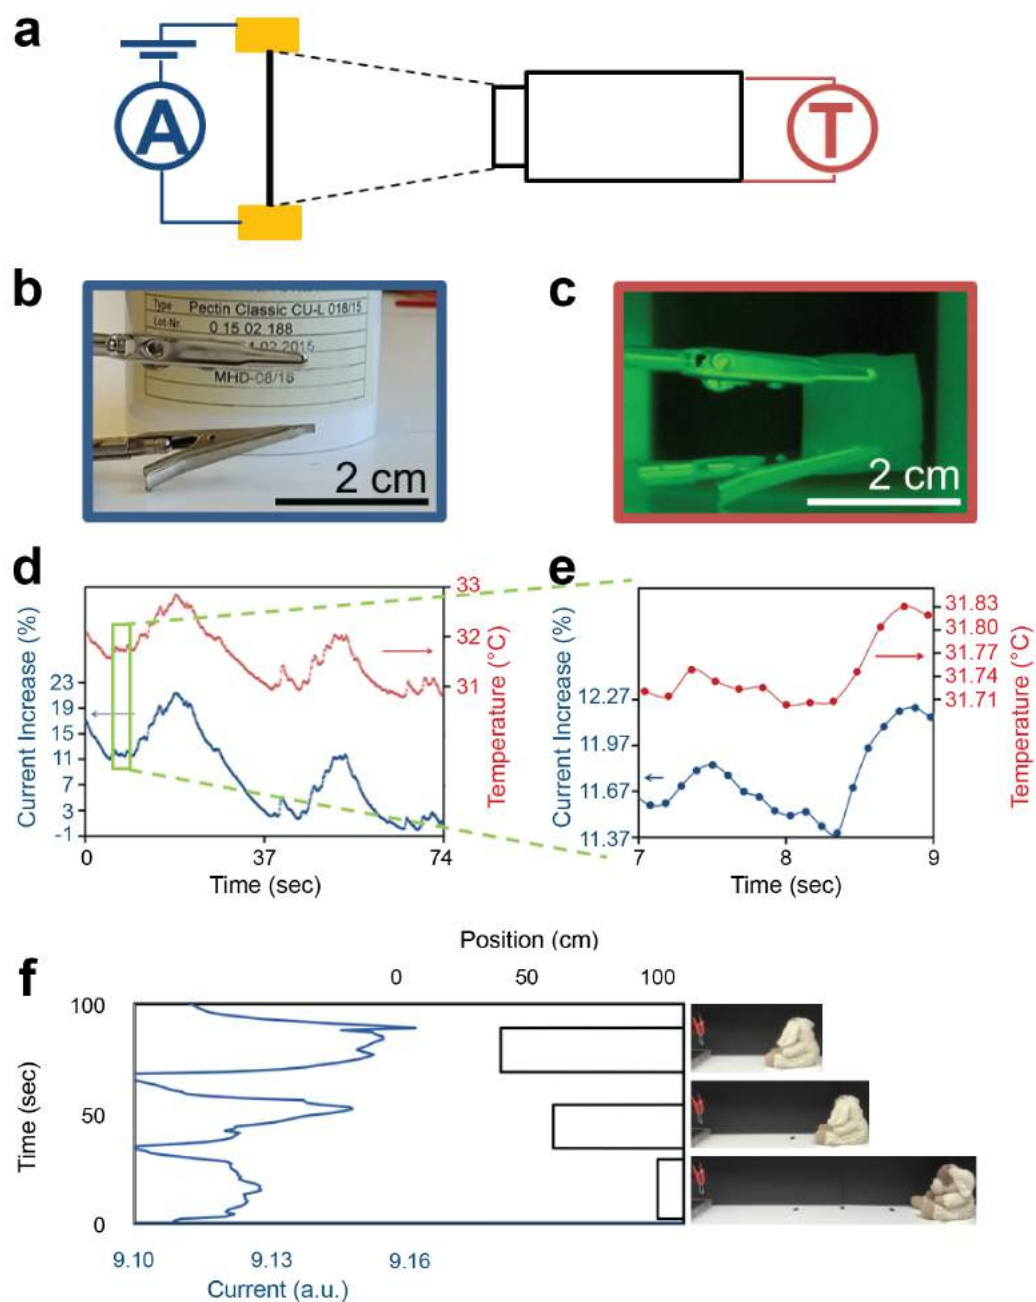 a
A
T
b
Type Pectin Classic CU-L 018/15
Lot-Nr. 0 15 02 188
02 2015
MHD-08/15
2 cm
c
2 cm
d
Current Increase (%)
23
19
15
11
7
3
-1
0
37
74
Time (sec)
33
32
31
Temperature (°C)
e
Current Increase (%)
12.27
11.97
11.67
11.37
7
8
9
Time (sec)
31.83
31.80
31.77
31.74
31.71
Temperature (°C)
f
Position (cm)
0
50
100
Time (sec)
100
50
0
9.10
9.13
9.16
Current (a.u.)